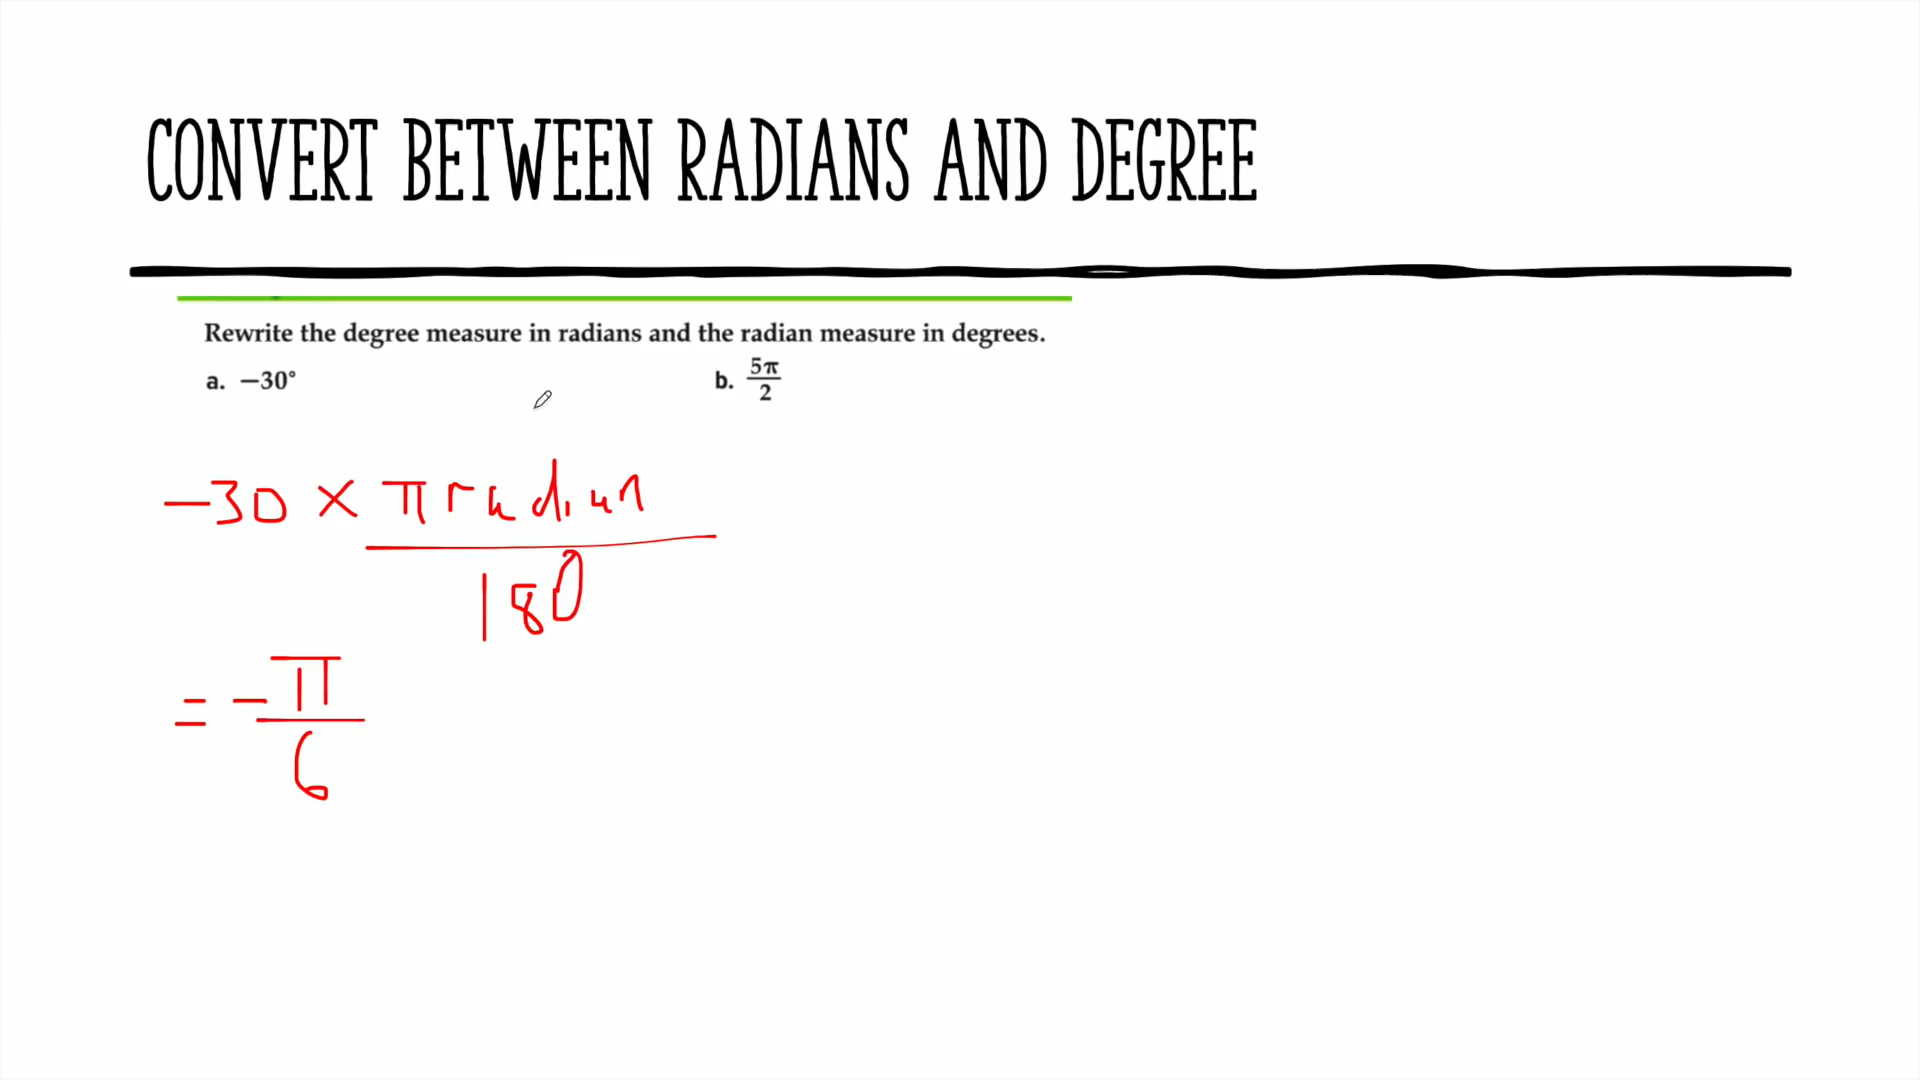 CONVERT BETWEEN RADIANS AND DEGREE
Rewrite the degree measure in radians and the radian measure in degrees.
a. −30° b. 5π/2
−30 × π radian
180
= −π
6